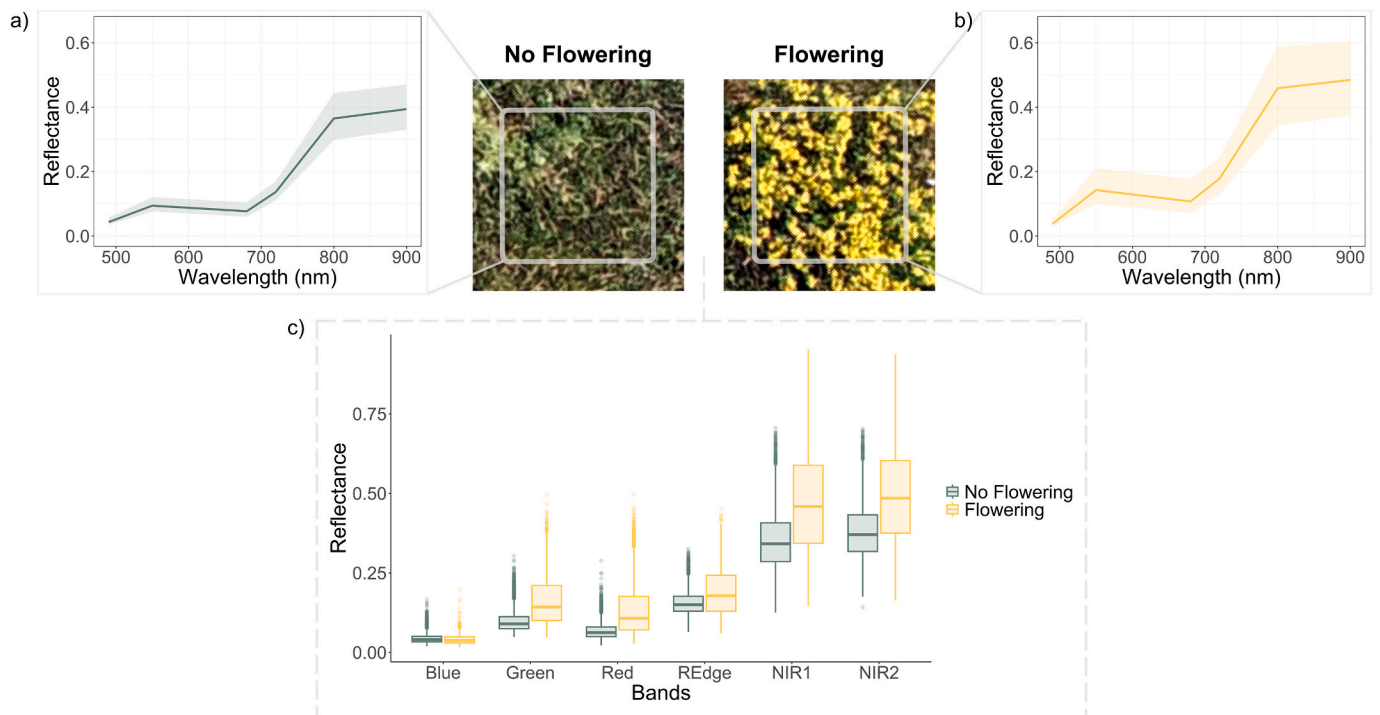 a)
No Flowering
Flowering
b)
0.6
0.4
0.2
0.0
Reflectance
500 600 700 800 900
Wavelength (nm)
0.6
0.4
0.2
0.0
Reflectance
500 600 700 800 900
Wavelength (nm)
c)
0.75
0.50
0.25
0.00
Reflectance
Blue Green Red REdge NIR1 NIR2
Bands
No Flowering
Flowering